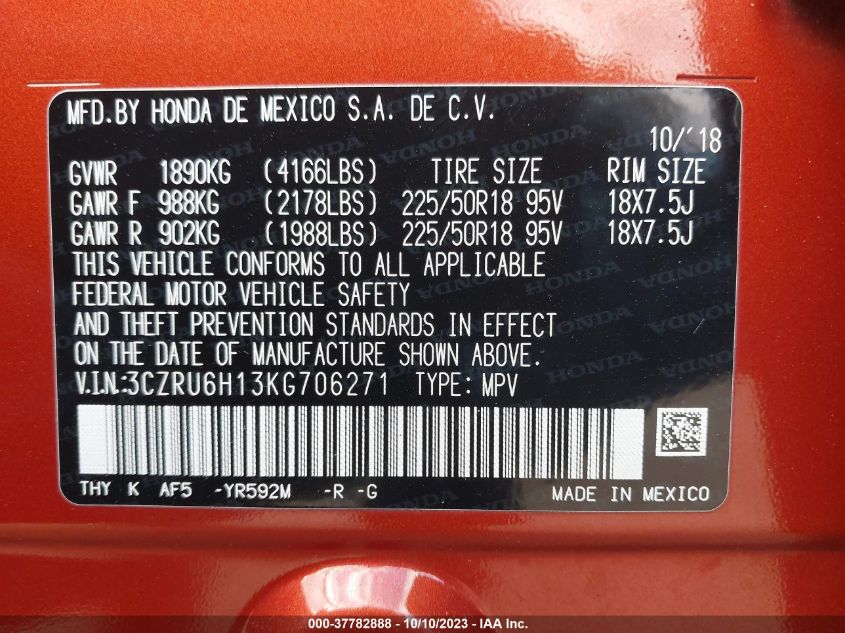 MFD.BY HONDA DE MEXICO S.A. DE C.V.
10/'18
GVWR 1890KG (4166LBS) TIRE SIZE RIM SIZE
GAWR F 988KG (2178LBS) 225/50R18 95V 18X7.5J
GAWR R 902KG (1988LBS) 225/50R18 95V 18X7.5J
THIS VEHICLE CONFORMS TO ALL APPLICABLE
FEDERAL MOTOR VEHICLE SAFETY
AND THEFT PREVENTION STANDARDS IN EFFECT
ON THE DATE OF MANUFACTURE SHOWN ABOVE.
V.I.N.:3CZRU6H13KG706271 TYPE: MPV
THY K AF5 -YR592M -R -G MADE IN MEXICO
000-37782888 - 10/10/2023 - IAA Inc.